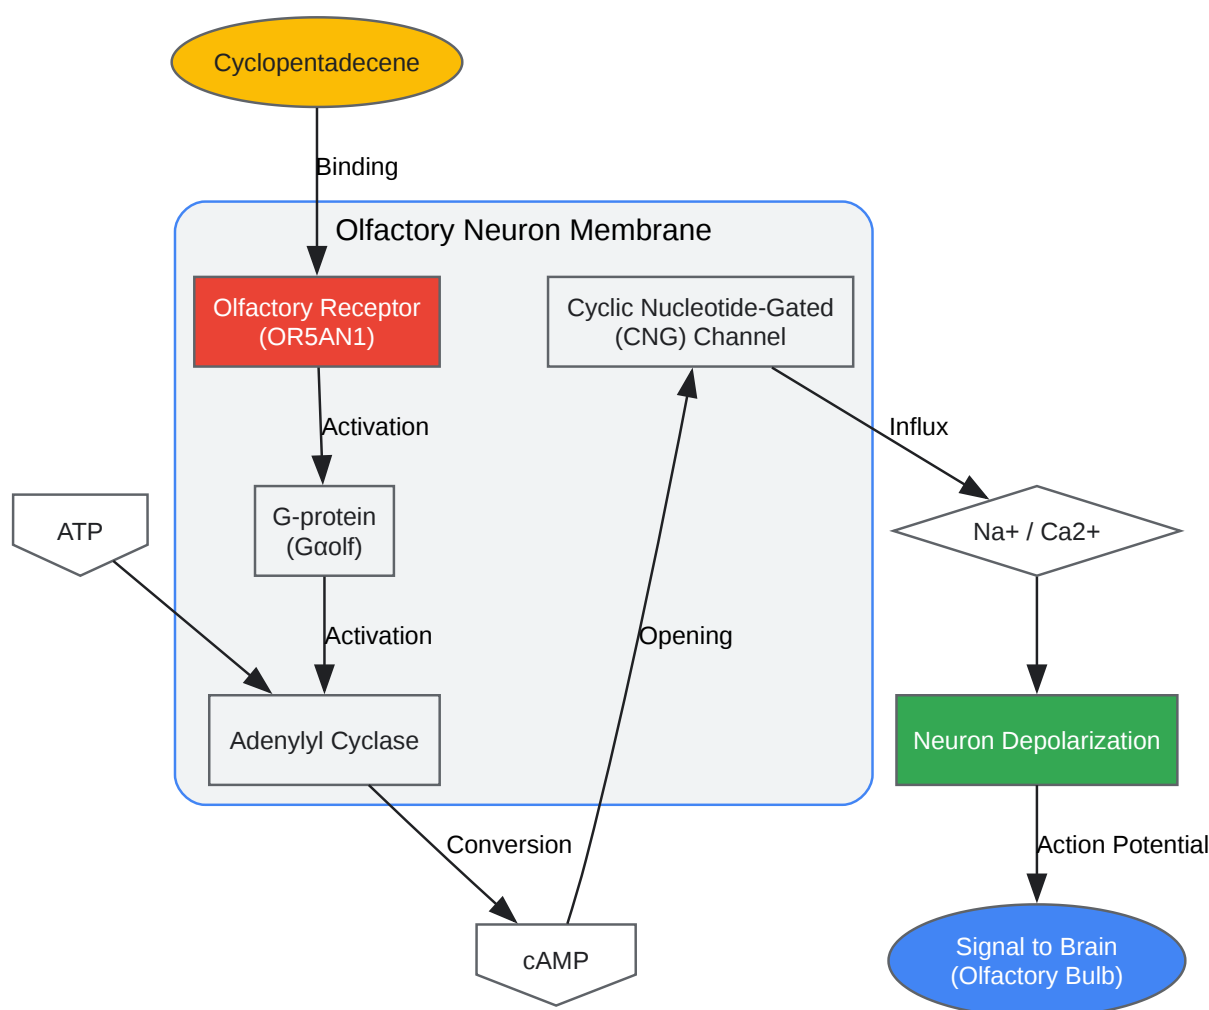 Cyclopentadecene
Binding
Olfactory Neuron Membrane
Olfactory Receptor
(OR5AN1)
Cyclic Nucleotide-Gated
(CNG) Channel
Activation
Influx
ATP
G-protein
(Gαolf)
Na+ / Ca2+
Activation
Opening
Adenylyl Cyclase
Neuron Depolarization
Conversion
Action Potential
cAMP
Signal to Brain
(Olfactory Bulb)